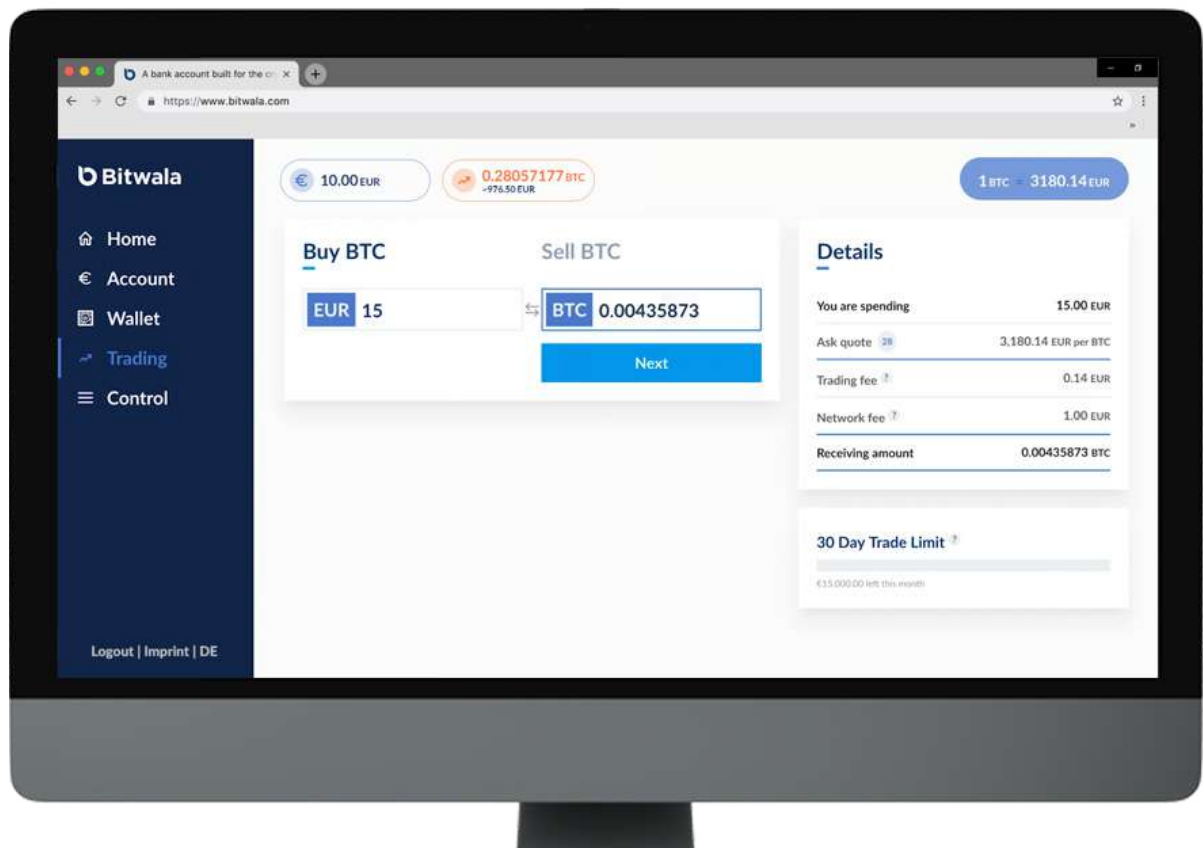 A bank account built for the cr
https://www.bitwala.com
Bitwala
€ 10.00 EUR
0.28057177 BTC
~976.50 EUR
1 BTC = 3180.14 EUR
Home
€ Account
Wallet
Trading
Control
Logout | Imprint | DE
Buy BTC
Sell BTC
EUR 15
BTC 0.00435873
Next
Details
You are spending 15.00 EUR
Ask quote 28 3,180.14 EUR per BTC
Trading fee ? 0.14 EUR
Network fee ? 1.00 EUR
Receiving amount 0.00435873 BTC
30 Day Trade Limit ?
€15,000.00 left this month